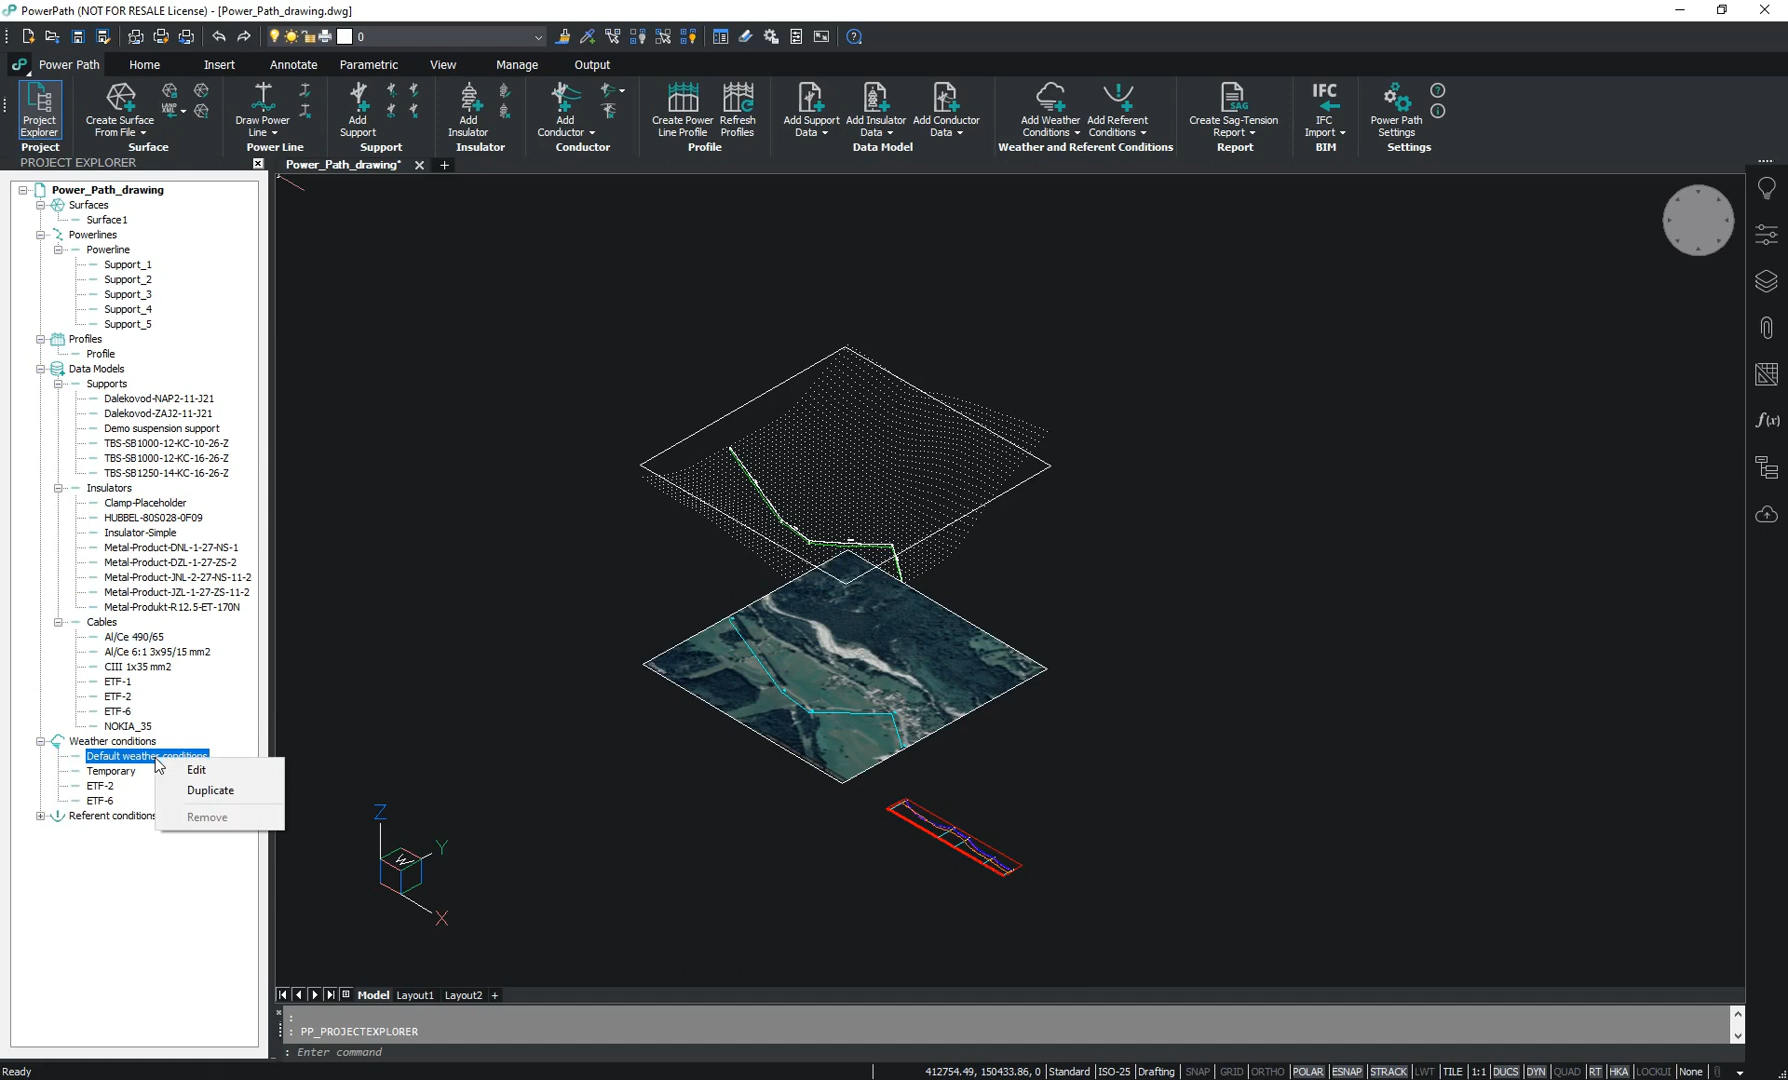 PowerPath (NOT FOR RESALE License) - [Power_Path_drawing.dwg]
0
Power Path Home Insert Annotate Parametric View Manage Output
Project Explorer
Project
Create Surface From File
LAND XML
Surface
Draw Power Line
Power Line
Add Support
Support
Add Insulator
Insulator
Add Conductor
Conductor
Create Power Line Profile
Refresh Profiles
Profile
Add Support Data
Add Insulator Data
Add Conductor Data
Data Model
Add Weather Conditions
Add Referent Conditions
Weather and Referent Conditions
SAG
Create Sag-Tension Report
Report
IFC
IFC Import
BIM
Power Path Settings
Settings
PROJECT EXPLORER
Power_Path_drawing*
Power_Path_drawing
Surfaces
Surface1
Powerlines
Powerline
Support_1
Support_2
Support_3
Support_4
Support_5
Profiles
Profile
Data Models
Supports
Dalekovod-NAP2-11-J21
Dalekovod-ZAJ2-11-J21
Demo suspension support
TBS-SB1000-12-KC-10-26-Z
TBS-SB1000-12-KC-16-26-Z
TBS-SB1250-14-KC-16-26-Z
Insulators
Clamp-Placeholder
HUBBEL-80S028-0F09
Insulator-Simple
Metal-Product-DNL-1-27-NS-1
Metal-Product-DZL-1-27-ZS-2
Metal-Product-JNL-2-27-NS-11-2
Metal-Product-JZL-1-27-ZS-11-2
Metal-Produkt-R12.5-ET-170N
Cables
Al/Ce 490/65
Al/Ce 6:1 3x95/15 mm2
CIII 1x35 mm2
ETF-1
ETF-2
ETF-6
NOKIA_35
Weather conditions
Default weather conditions
Temporary
ETF-2
ETF-6
Referent conditions
Edit
Duplicate
Remove
f(x)
Z
Y
W
X
Model Layout1 Layout2 +
:
: PP_PROJECTEXPLORER
: Enter command
Ready
412754.49, 150433.86, 0 Standard ISO-25 Drafting SNAP GRID ORTHO POLAR ESNAP STRACK LWT TILE 1:1 DUCS DYN QUAD RT HKA LOCKUI None